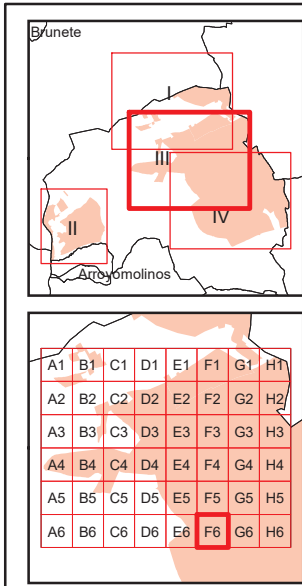 Brunete
I
III
II
IV
Arroyomolinos
A1 B1 C1 D1 E1 F1 G1 H1
A2 B2 C2 D2 E2 F2 G2 H2
A3 B3 C3 D3 E3 F3 G3 H3
A4 B4 C4 D4 E4 F4 G4 H4
A5 B5 C5 D5 E5 F5 G5 H5
A6 B6 C6 D6 E6 F6 G6 H6